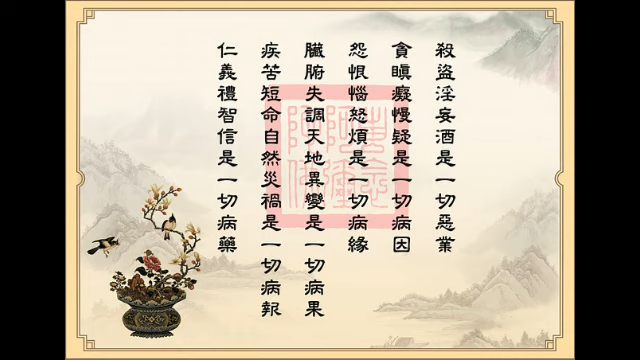 殺盜淫妄酒是一切惡業
貪瞋癡慢疑是一切病因
怨恨惱怒煩是一切病緣
臟腑失調天地異變是一切病果
疾苦短命自然災禍是一切病報
仁義禮智信是一切病藥